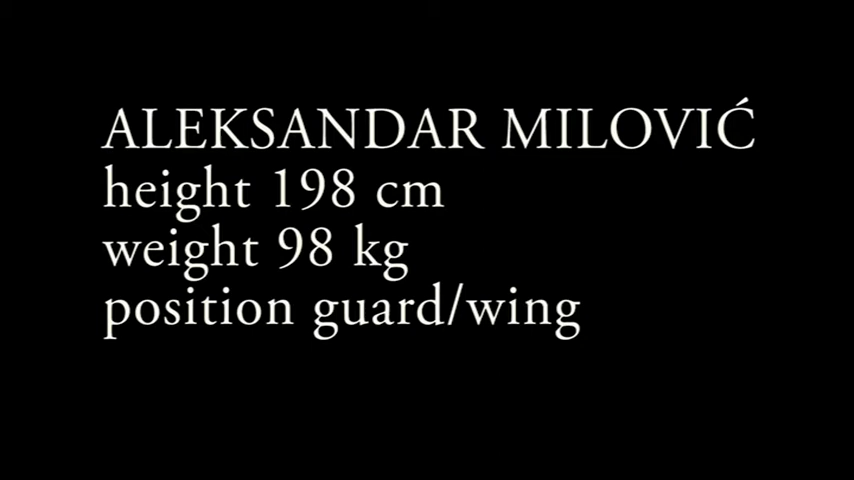 ALEKSANDAR MILOVIĆ
height 198 cm
weight 98 kg
position guard/wing